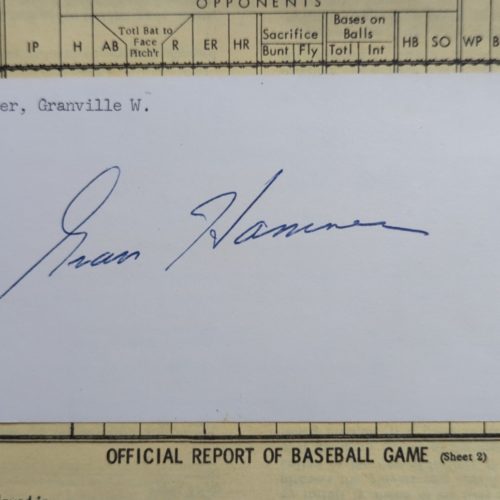 OPPONENTS
IP H AB Totl Bat to Face Pitch'r R ER HR Sacrifice Bunt Fly Bases on Balls Totl Int HB SO WP B
er, Granville W.
Gran Hamner
OFFICIAL REPORT OF BASEBALL GAME (Sheet 2)